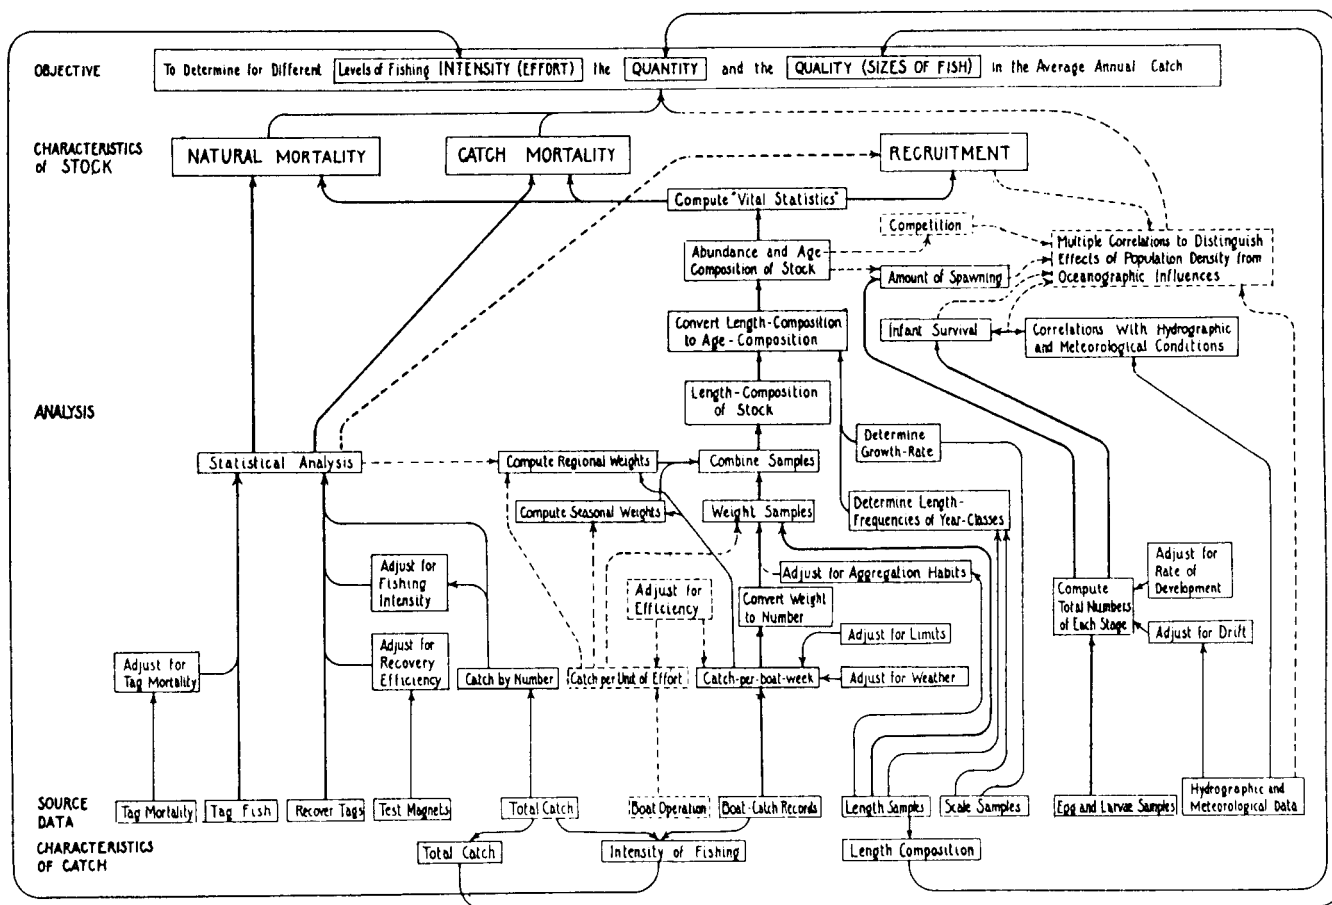 OBJECTIVE
To Determine for Different Levels of Fishing INTENSITY (EFFORT) the QUANTITY and the QUALITY (SIZES OF FISH) in the Average Annual Catch
CHARACTERISTICS
of STOCK
NATURAL MORTALITY
CATCH MORTALITY
RECRUITMENT
Compute "Vital Statistics"
Competition
Multiple Correlations to Distinguish
Effects of Population Density from
Oceanographic Influences
Abundance and Age
Composition of Stock
Amount of Spawning
Convert Length-Composition
to Age-Composition
Infant Survival
Correlations with Hydrographic
and Meteorological Conditions
ANALYSIS
Length-Composition
of Stock
Determine
Growth-Rate
Statistical Analysis
Compute Regional Weights
Combine Samples
Compute Seasonal Weights
Weight Samples
Determine Length-
Frequencies of Year-Classes
Adjust for
Fishing
Intensity
Adjust for
Efficiency
Adjust for Aggregation Habits
Convert Weight
to Number
Compute
Total Numbers
of Each Stage
Adjust for
Rate of
Development
Adjust for Limits
Adjust for Drift
Adjust for
Tag Mortality
Adjust for
Recovery
Efficiency
Catch by Number
Catch per Unit of Effort
Catch-per-boat-week
Adjust for Weather
SOURCE
DATA
Tag Mortality
Tag Fish
Recover Tags
Test Magnets
Total Catch
Boat Operation
Boat-Catch Records
Length Samples
Scale Samples
Egg and Larvae Samples
Hydrographic and
Meteorological Data
CHARACTERISTICS
OF CATCH
Total Catch
Intensity of Fishing
Length Composition